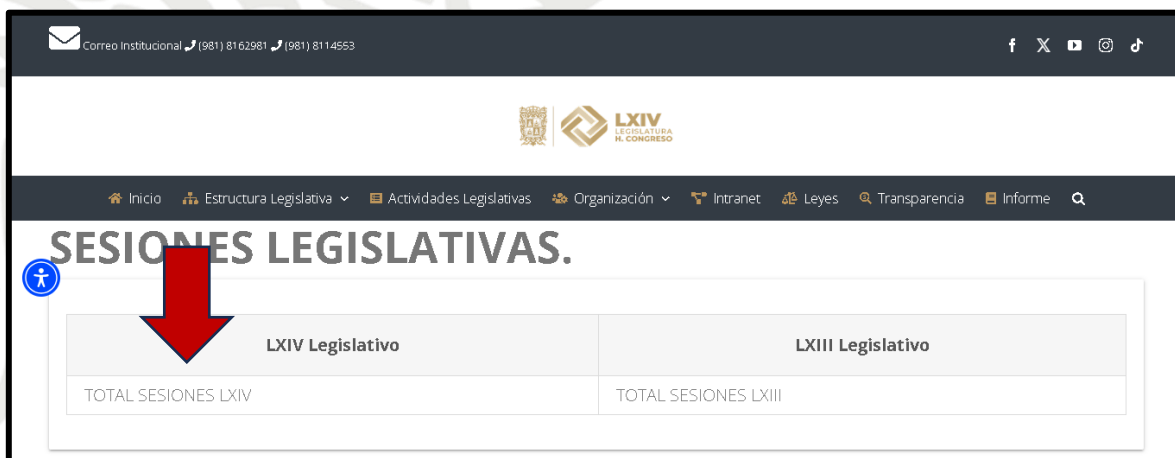 Correo Institucional (981) 8162981 (981) 8114553
LXIV
LEGISLATURA
H. CONGRESO
Inicio Estructura Legislativa Actividades Legislativas Organización Intranet Leyes Transparencia Informe
SESIONES LEGISLATIVAS.
LXIV Legislativo LXIII Legislativo
TOTAL SESIONES LXIV TOTAL SESIONES LXIII